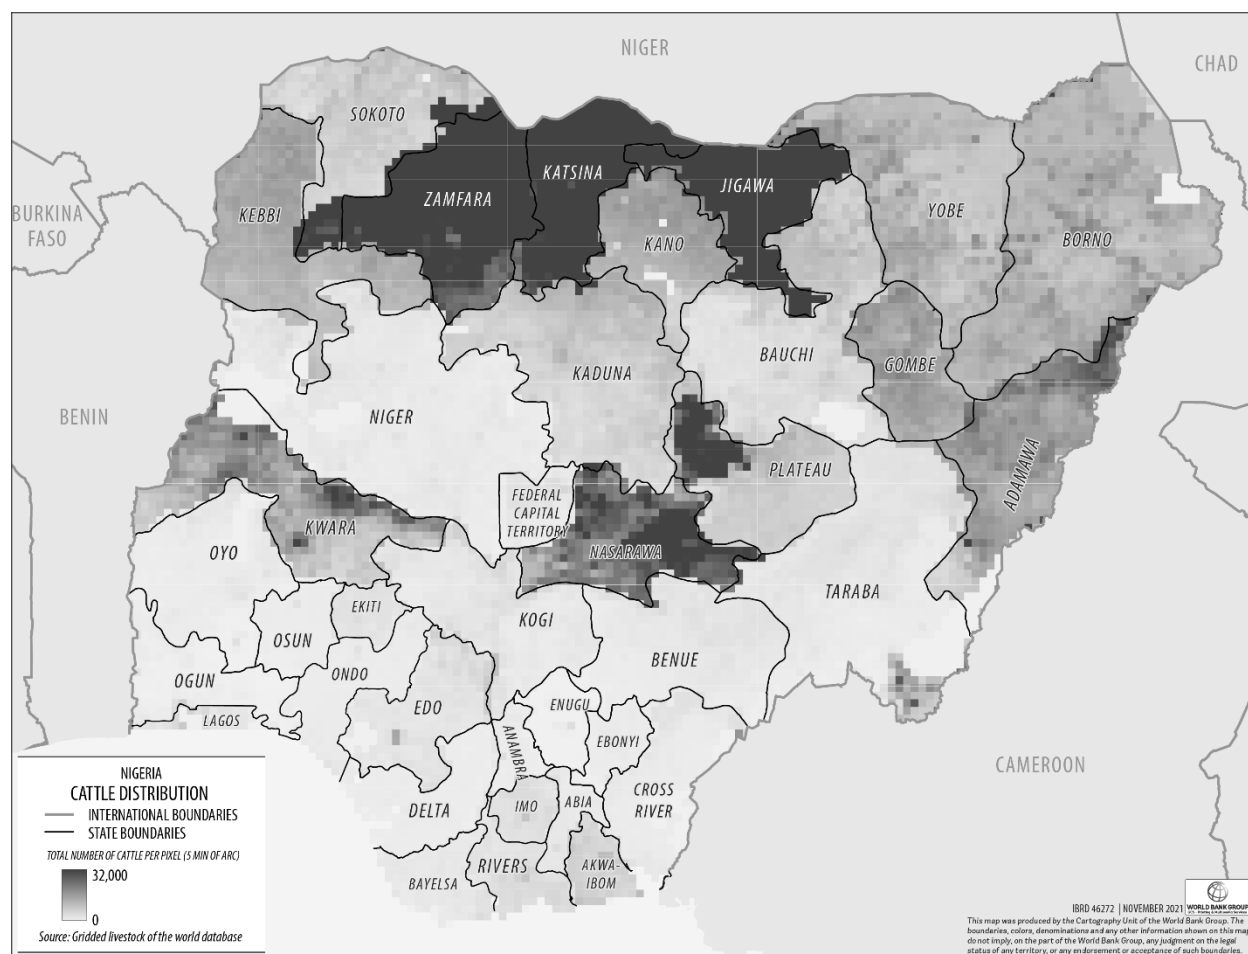 NIGER
CHAD
SOKOTO
KATSINA
ZAMFARA
JIGAWA
BURKINA
FASO
KEBBI
YOBE
KANO
BORNO
BAUCHI
GOMBE
KADUNA
BENIN
NIGER
PLATEAU
ADAMAWA
FEDERAL
CAPITAL
TERRITORY
KWARA
NASARAWA
OYO
TARABA
EKITI
KOGI
OSUN
BENUE
ONDO
OGUN
EDO
ENUGU
LAGOS
ANAMBRA
EBONYI
CAMEROON
CROSS
RIVER
DELTA
IMO
ABIA
RIVERS
AKWA-
IBOM
BAYELSA
NIGERIA
CATTLE DISTRIBUTION
INTERNATIONAL BOUNDARIES
STATE BOUNDARIES
TOTAL NUMBER OF CATTLE PER PIXEL (5 MIN OF ARC)
32,000
0
Source: Gridded livestock of the world database
IBRD 46272 | NOVEMBER 2021
WORLD BANK GROUP
This map was produced by the Cartography Unit of the World Bank Group. The
boundaries, colors, denominations and any other information shown on this map
do not imply, on the part of the World Bank Group, any judgment on the legal
status of any territory, or any endorsement or acceptance of such boundaries.